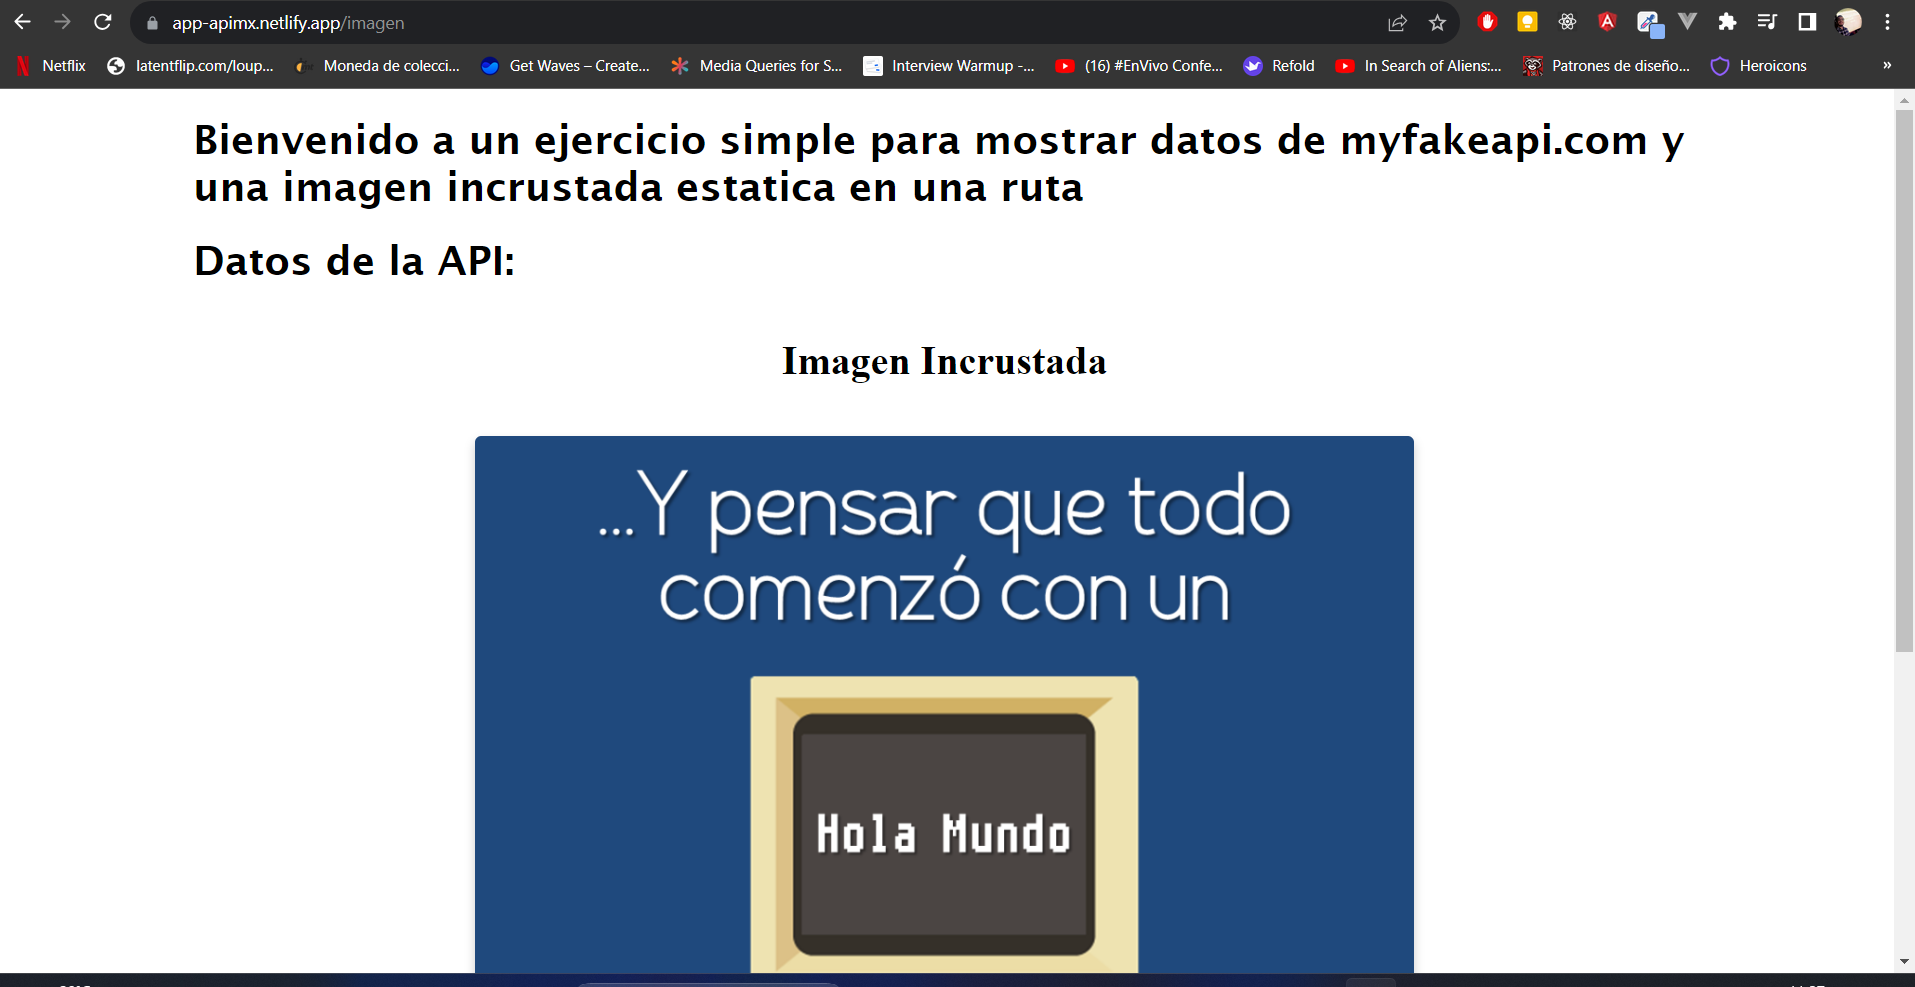 app-apimx.netlify.app/imagen
Netflix latentflip.com/loup... Moneda de colecci... Get Waves – Create... Media Queries for S... Interview Warmup -... (16) #EnVivo Confe... Refold In Search of Aliens:... Patrones de diseño... Heroicons »
Bienvenido a un ejercicio simple para mostrar datos de myfakeapi.com y
una imagen incrustada estatica en una ruta
Datos de la API:
Imagen Incrustada
...Y pensar que todo
comenzó con un
Hola Mundo